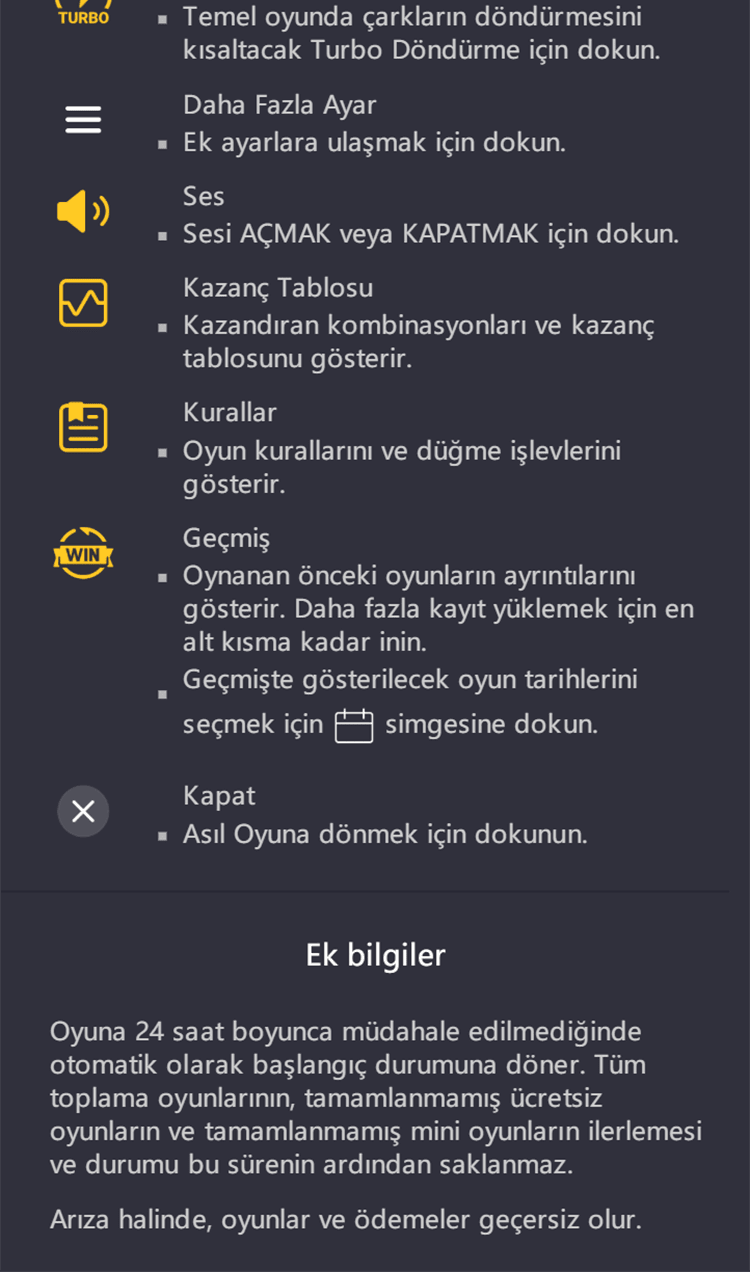 TURBO
▪ Temel oyunda çarkların döndürmesini
kısaltacak Turbo Döndürme için dokun.
Daha Fazla Ayar
▪ Ek ayarlara ulaşmak için dokun.
Ses
▪ Sesi AÇMAK veya KAPATMAK için dokun.
Kazanç Tablosu
▪ Kazandıran kombinasyonları ve kazanç
tablosunu gösterir.
Kurallar
▪ Oyun kurallarını ve düğme işlevlerini
gösterir.
WIN
Geçmiş
▪ Oynanan önceki oyunların ayrıntılarını
gösterir. Daha fazla kayıt yüklemek için en
alt kısma kadar inin.
▪ Geçmişte gösterilecek oyun tarihlerini
seçmek için simgesine dokun.
Kapat
▪ Asıl Oyuna dönmek için dokunun.
Ek bilgiler
Oyuna 24 saat boyunca müdahale edilmediğinde
otomatik olarak başlangıç durumuna döner. Tüm
toplama oyunlarının, tamamlanmamış ücretsiz
oyunların ve tamamlanmamış mini oyunların ilerlemesi
ve durumu bu sürenin ardından saklanmaz.
Arıza halinde, oyunlar ve ödemeler geçersiz olur.